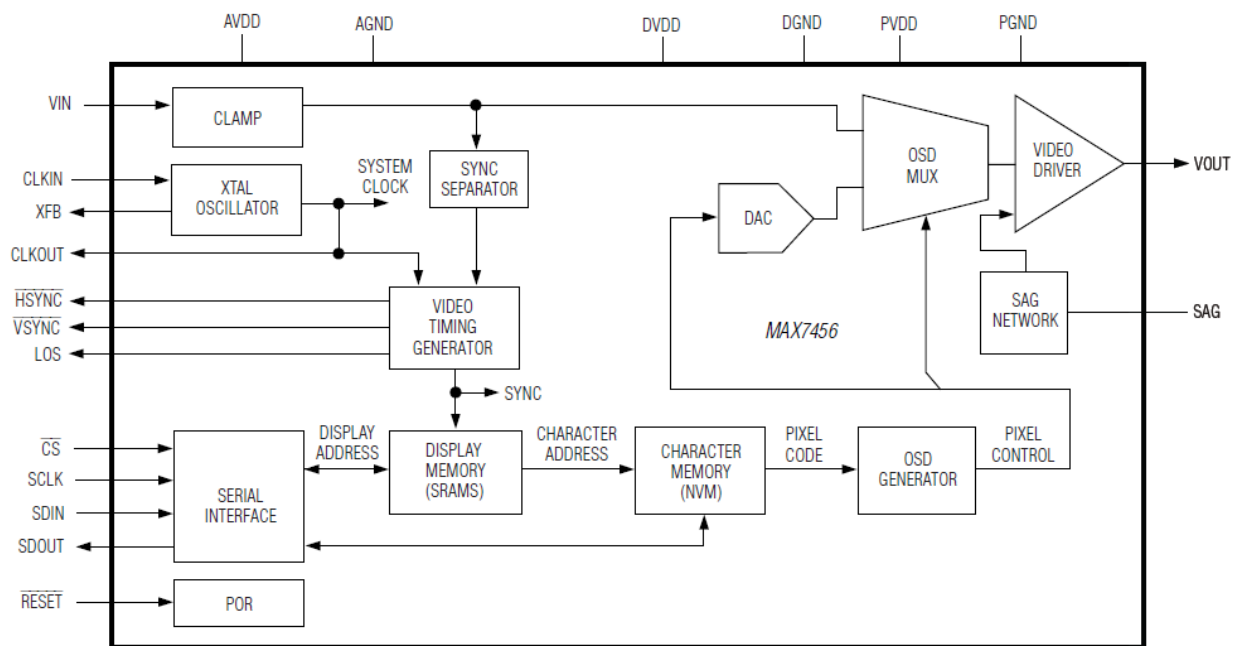 AVDD
AGND
DVDD
DGND
PVDD
PGND
VIN
CLAMP
CLKIN
XFB
XTAL
OSCILLATOR
SYSTEM
CLOCK
SYNC
SEPARATOR
CLKOUT
DAC
OSD
MUX
VIDEO
DRIVER
VOUT
HSYNC
VSYNC
LOS
VIDEO
TIMING
GENERATOR
MAX7456
SAG
NETWORK
SAG
SYNC
CS
SCLK
SDIN
SDOUT
SERIAL
INTERFACE
DISPLAY
ADDRESS
DISPLAY
MEMORY
(SRAMS)
CHARACTER
ADDRESS
CHARACTER
MEMORY
(NVM)
PIXEL
CODE
OSD
GENERATOR
PIXEL
CONTROL
RESET
POR